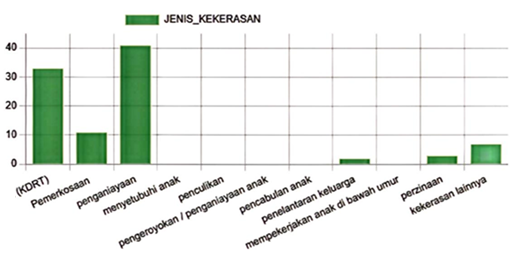 JENIS_KEKERASAN
40
30
20
10
0
(KDRT)
Pemerkosaan
penganiayaan
menyetubuhi anak
penculikan
pengeroyokan / penganiayaan anak
pencabulan anak
penelantaran keluarga
mempekerjakan anak di bawah umur
perzinaan
kekerasan lainnya